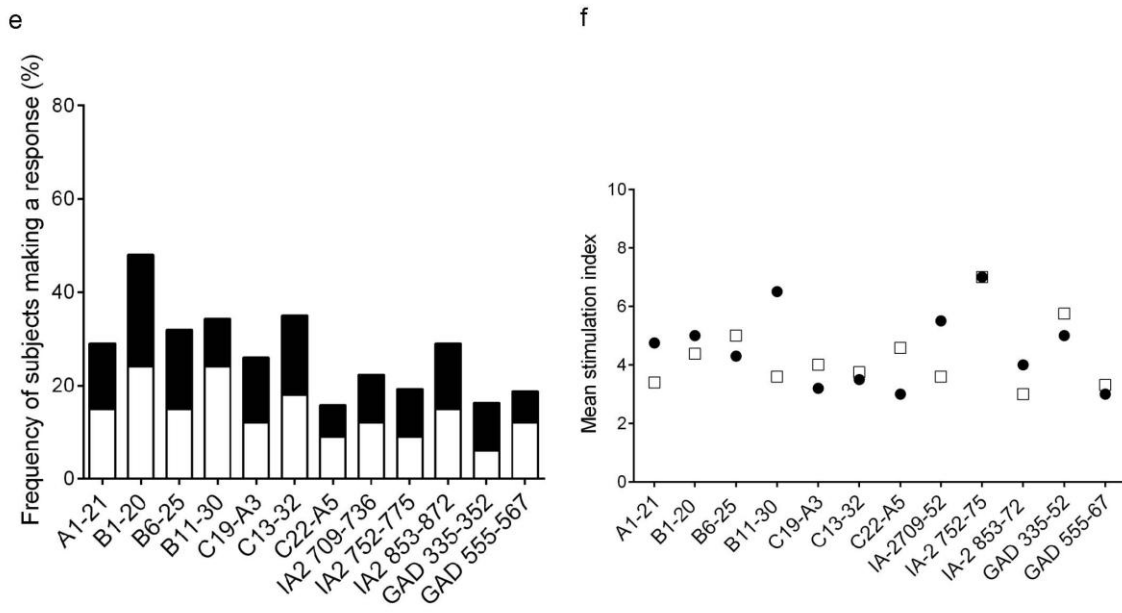 e
Frequency of subjects making a response (%)
80
60
40
20
0
A1-21
B1-20
B6-25
B11-30
C19-A3
C13-32
C22-A5
IA2 709-736
IA2 752-775
IA2 853-872
GAD 335-352
GAD 555-567
f
Mean stimulation index
10
8
6
4
2
0
A1-21
B1-20
B6-25
B11-30
C19-A3
C13-32
C22-A5
IA-2709-52
IA-2 752-75
IA-2 853-72
GAD 335-52
GAD 555-67